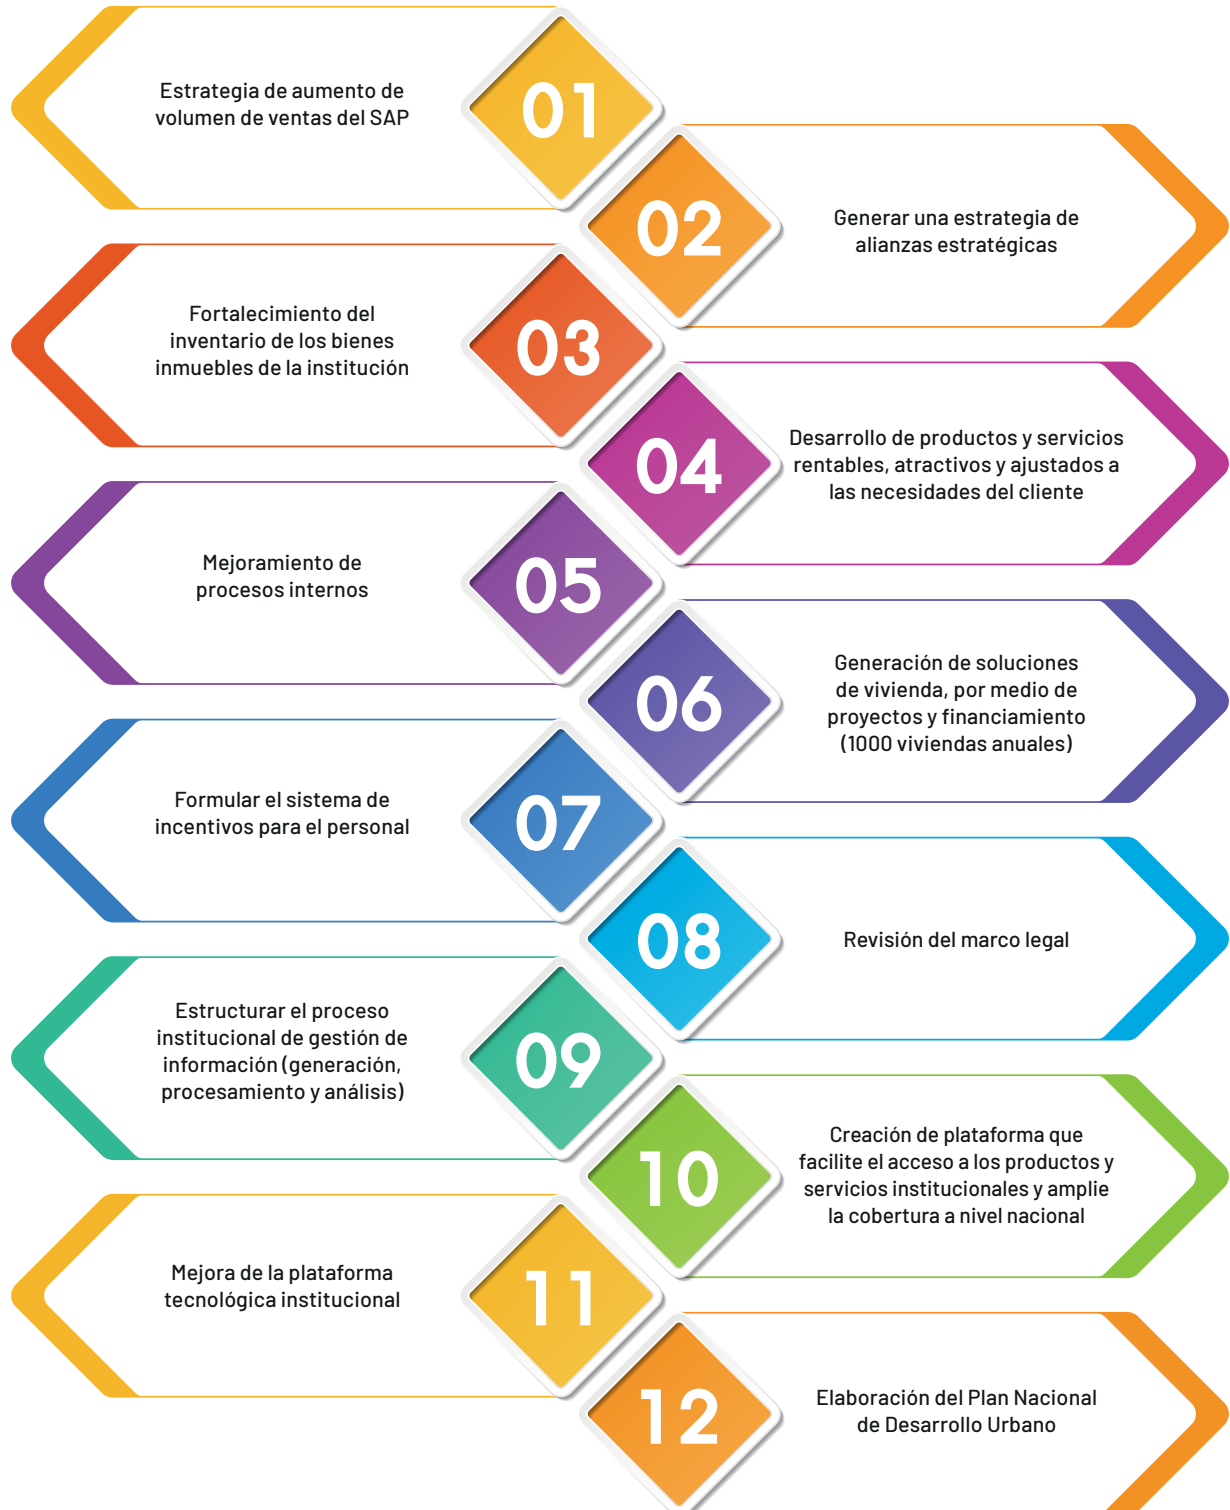 01
Estrategia de aumento de
volumen de ventas del SAP
02
Generar una estrategia de
alianzas estratégicas
03
Fortalecimiento del
inventario de los bienes
inmuebles de la institución
04
Desarrollo de productos y servicios
rentables, atractivos y ajustados a
las necesidades del cliente
05
Mejoramiento de
procesos internos
06
Generación de soluciones
de vivienda, por medio de
proyectos y financiamiento
(1000 viviendas anuales)
07
Formular el sistema de
incentivos para el personal
08
Revisión del marco legal
09
Estructurar el proceso
institucional de gestión de
información (generación,
procesamiento y análisis)
10
Creación de plataforma que
facilite el acceso a los productos y
servicios institucionales y amplie
la cobertura a nivel nacional
11
Mejora de la plataforma
tecnológica institucional
12
Elaboración del Plan Nacional
de Desarrollo Urbano